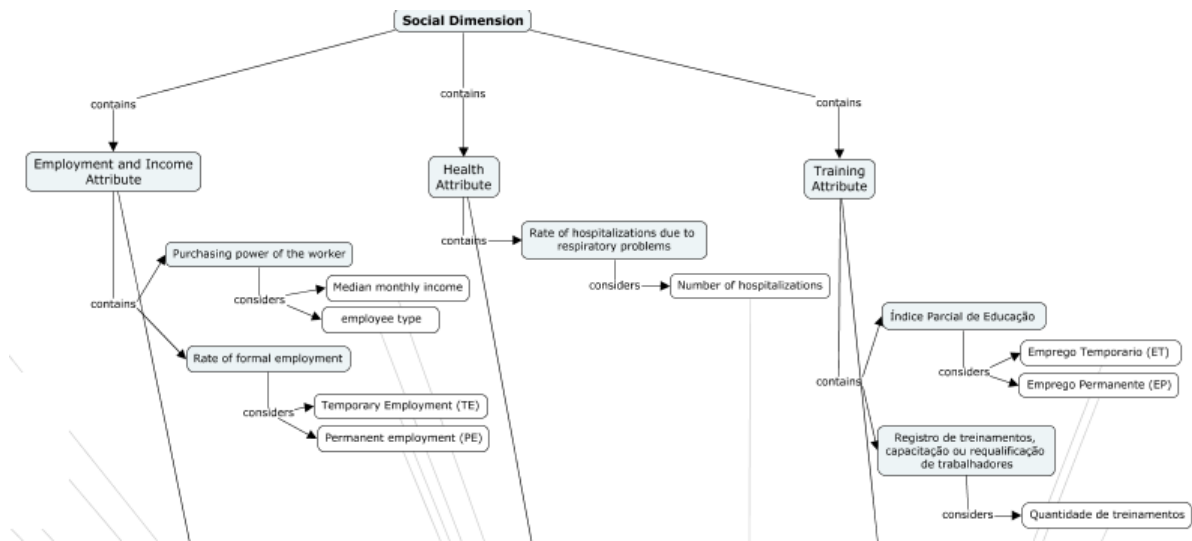 Social Dimension
contains
contains
contains
Employment and Income
Attribute
Health
Attribute
Training
Attribute
contains
Purchasing power of the worker
considers
Median monthly income
employee type
Rate of formal employment
considers
Temporary Employment (TE)
Permanent employment (PE)
contains
Rate of hospitalizations due to
respiratory problems
considers
Number of hospitalizations
contains
Índice Parcial de Educação
considers
Emprego Temporario (ET)
Emprego Permanente (EP)
Registro de treinamentos,
capacitação ou requalificação
de trabalhadores
considers
Quantidade de treinamentos